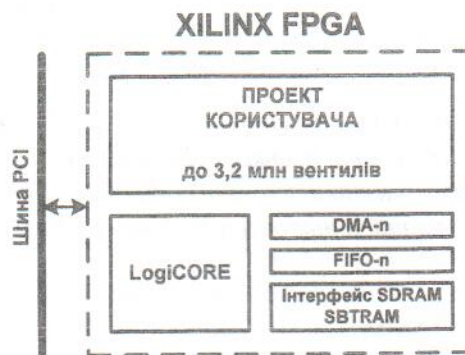 XILINX FPGA
Шина PCI
ПРОЕКТ
КОРИСТУВАЧА
до 3,2 млн вентилів
LogiCORE
DMA-n
FIFO-n
Інтерфейс SDRAM
SBTRAM